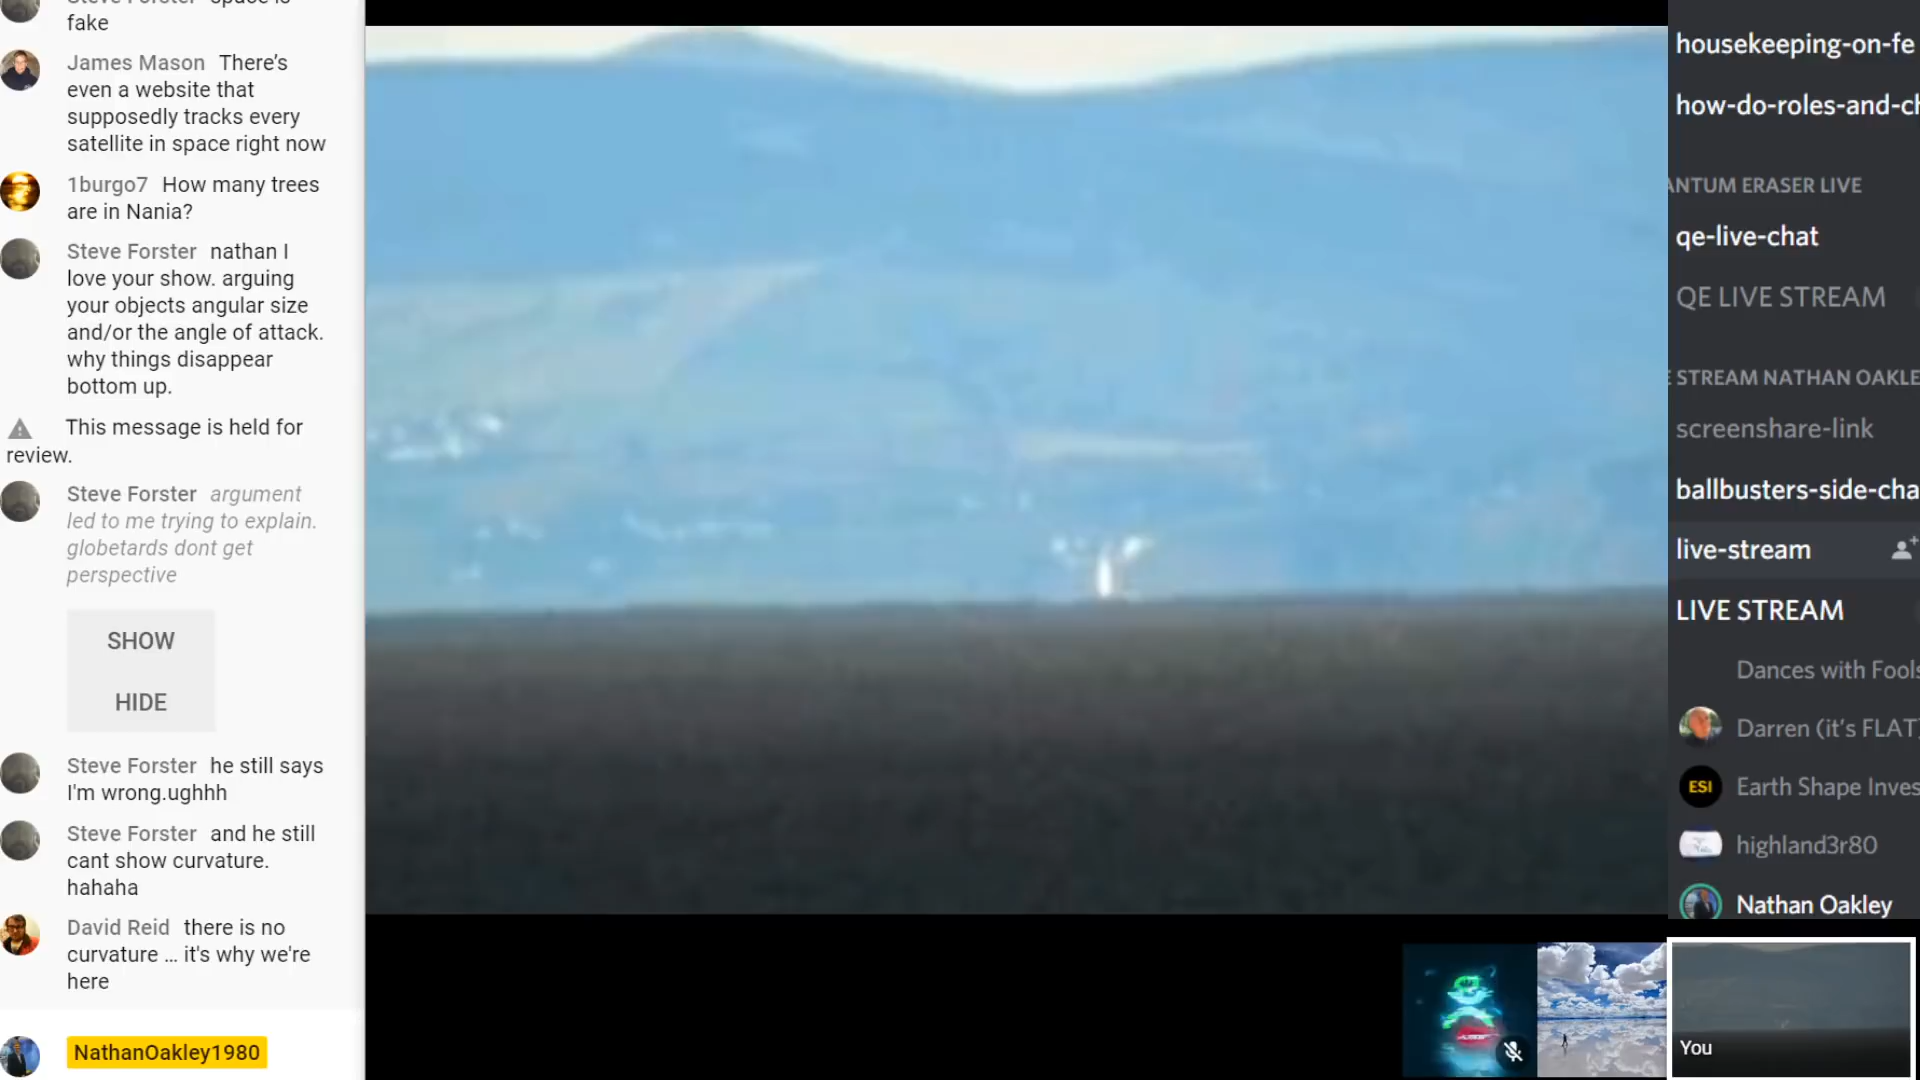 Steve Forster space is
fake
James Mason There's
even a website that
supposedly tracks every
satellite in space right now
1burgo7 How many trees
are in Nania?
Steve Forster nathan I
love your show. arguing
your objects angular size
and/or the angle of attack.
why things disappear
bottom up.
This message is held for
review.
Steve Forster argument
led to me trying to explain.
globetards dont get
perspective
SHOW
HIDE
Steve Forster he still says
I'm wrong.ughhh
Steve Forster and he still
cant show curvature.
hahaha
David Reid there is no
curvature ... it's why we're
here
NathanOakley1980
housekeeping-on-fe
how-do-roles-and-ch
ANTUM ERASER LIVE
qe-live-chat
QE LIVE STREAM
E STREAM NATHAN OAKLE
screenshare-link
ballbusters-side-cha
live-stream
LIVE STREAM
Dances with Fools
Darren (it's FLAT)
ESI Earth Shape Inves
highland3r80
Nathan Oakley
You